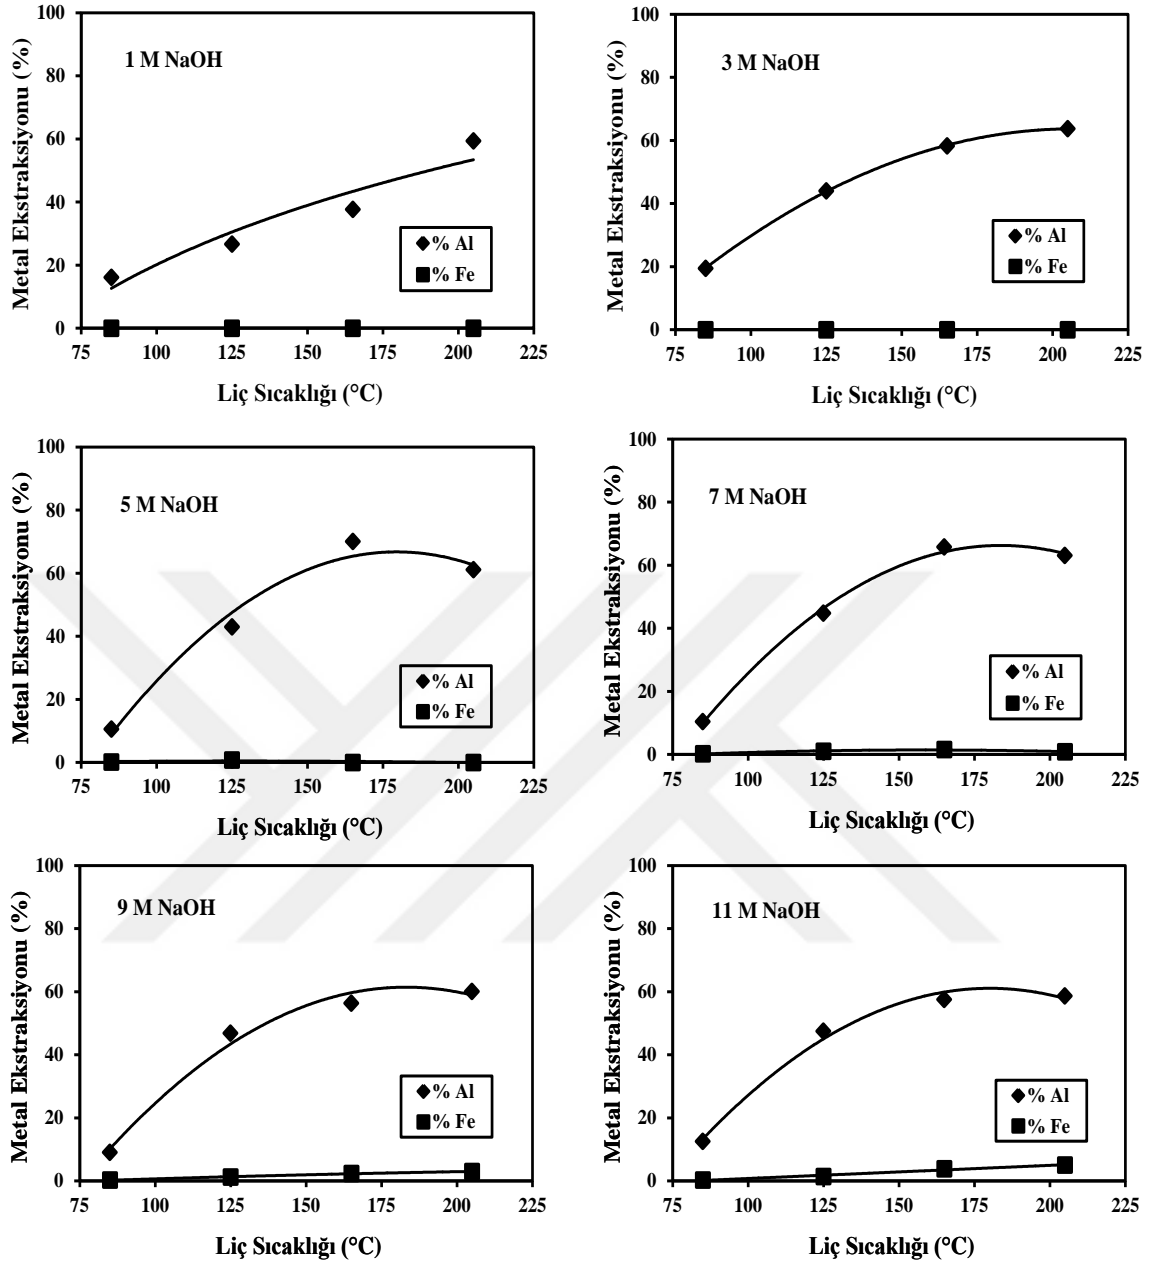 1 M NaOH
Metal Ekstraksiyonu (%)
100
80
60
40
20
0
75 100 125 150 175 200 225
% Al
% Fe
Liç Sıcaklığı (°C)
3 M NaOH
Metal Ekstraksiyonu (%)
100
80
60
40
20
0
75 100 125 150 175 200 225
% Al
% Fe
Liç Sıcaklığı (°C)
5 M NaOH
Metal Ekstraksiyonu (%)
100
80
60
40
20
0
75 100 125 150 175 200 225
% Al
% Fe
Liç Sıcaklığı (°C)
7 M NaOH
Metal Ekstraksiyonu (%)
100
80
60
40
20
0
75 100 125 150 175 200 225
% Al
% Fe
Liç Sıcaklığı (°C)
9 M NaOH
Metal Ekstraksiyonu (%)
100
80
60
40
20
0
75 100 125 150 175 200 225
% Al
% Fe
Liç Sıcaklığı (°C)
11 M NaOH
Metal Ekstraksiyonu (%)
100
80
60
40
20
0
75 100 125 150 175 200 225
% Al
% Fe
Liç Sıcaklığı (°C)